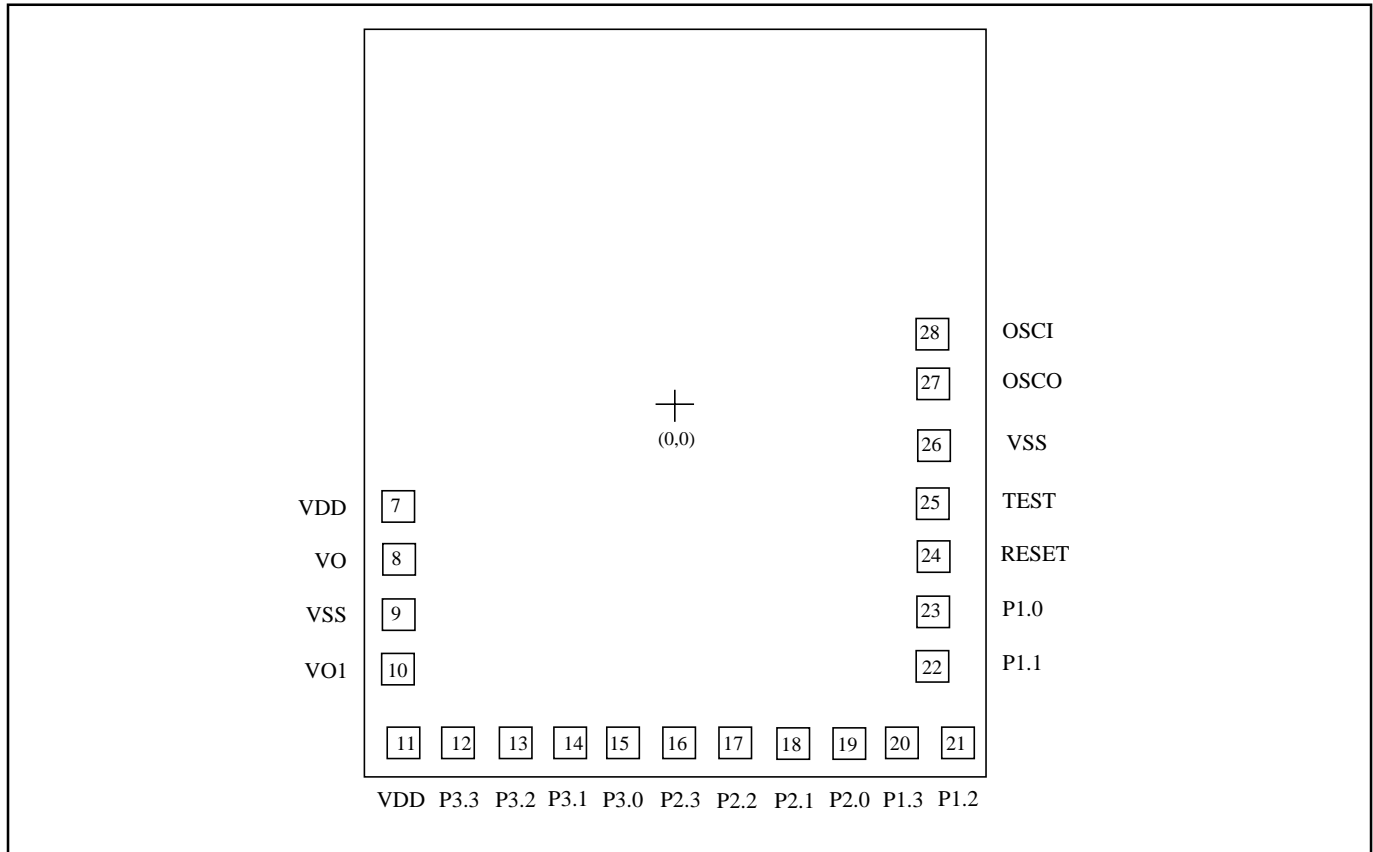 28 OSCI
27 OSCO
(0,0)
26 VSS
VDD 7 25 TEST
VO 8 24 RESET
VSS 9 23 P1.0
VO1 10 22 P1.1
11 12 13 14 15 16 17 18 19 20 21
VDD P3.3 P3.2 P3.1 P3.0 P2.3 P2.2 P2.1 P2.0 P1.3 P1.2